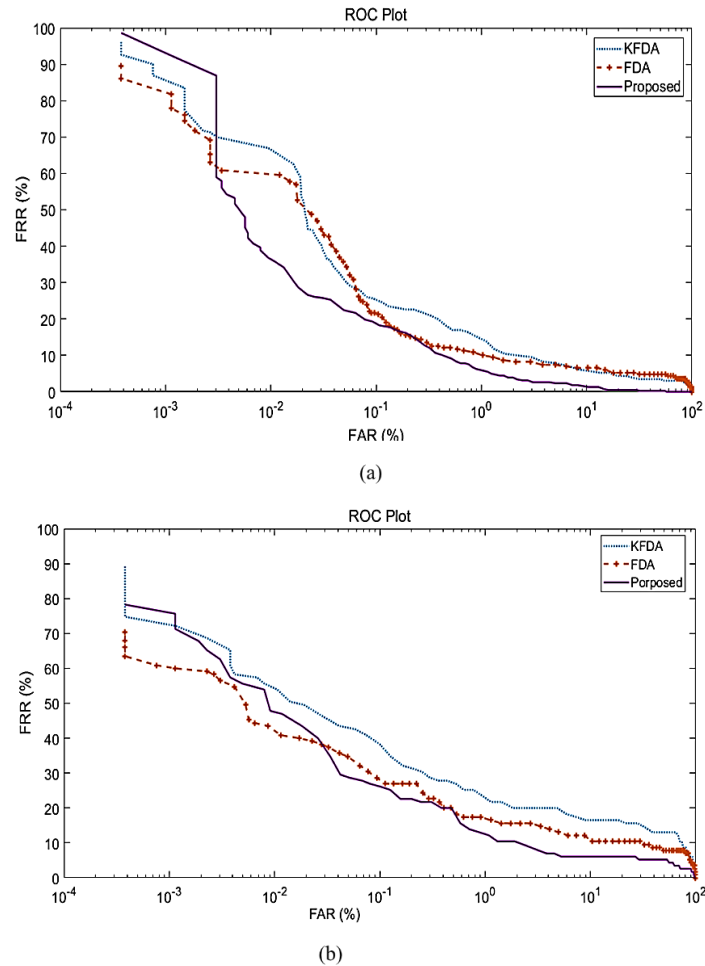 ROC Plot
100
90
80
70
60
50
40
30
20
10
0
FRR (%)
KFDA
FDA
Proposed
10^-4
10^-3
10^-2
10^-1
10^0
10^1
10^2
FAR (%)
(a)
ROC Plot
100
90
80
70
60
50
40
30
20
10
0
FRR (%)
KFDA
FDA
Porposed
10^-4
10^-3
10^-2
10^-1
10^0
10^1
10^2
FAR (%)
(b)